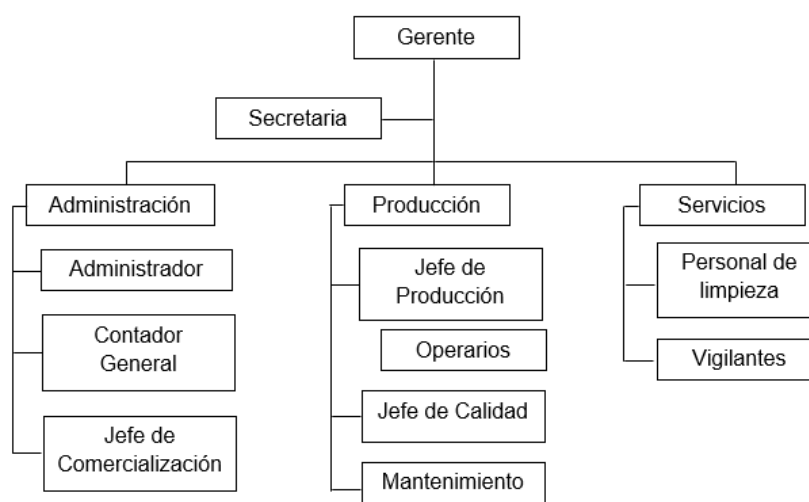 Gerente
Secretaria
Administración
Administrador
Contador
General
Jefe de
Comercialización
Producción
Jefe de
Producción
Operarios
Jefe de Calidad
Mantenimiento
Servicios
Personal de
limpieza
Vigilantes